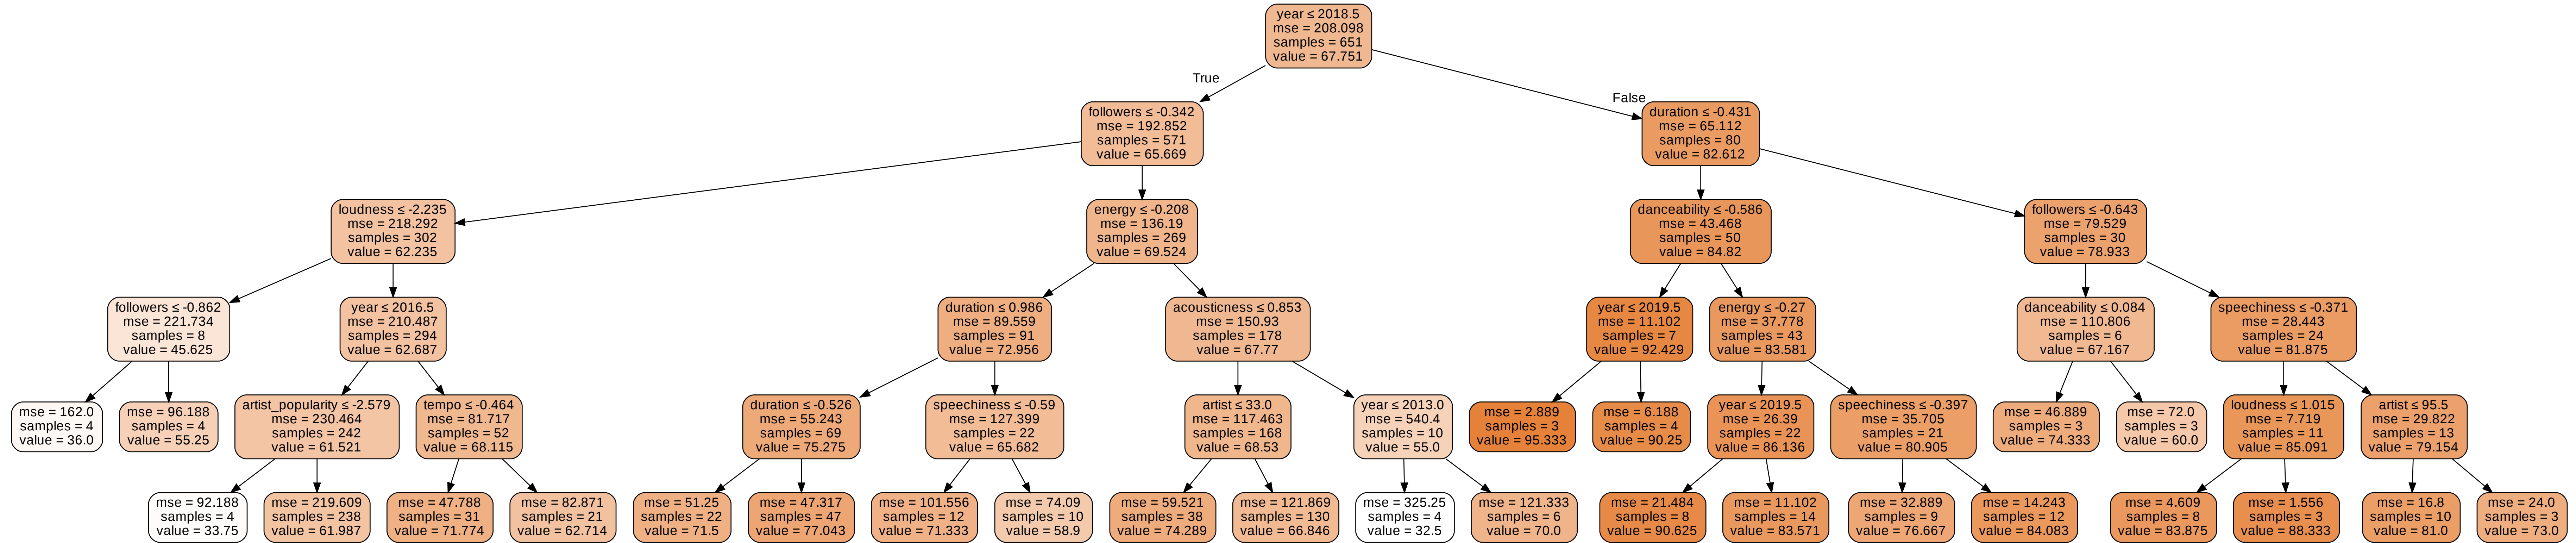 year ≤ 2018.5
mse = 208.098
samples = 651
value = 67.751
True
False
followers ≤ -0.342
mse = 192.852
samples = 571
value = 65.669
duration ≤ -0.431
mse = 65.112
samples = 80
value = 82.612
loudness ≤ -2.235
mse = 218.292
samples = 302
value = 62.235
energy ≤ -0.208
mse = 136.19
samples = 269
value = 69.524
danceability ≤ -0.586
mse = 43.468
samples = 50
value = 84.82
followers ≤ -0.643
mse = 79.529
samples = 30
value = 78.933
followers ≤ -0.862
mse = 221.734
samples = 8
value = 45.625
year ≤ 2016.5
mse = 210.487
samples = 294
value = 62.687
duration ≤ 0.986
mse = 89.559
samples = 91
value = 72.956
acousticness ≤ 0.853
mse = 150.93
samples = 178
value = 67.77
year ≤ 2019.5
mse = 11.102
samples = 7
value = 92.429
energy ≤ -0.27
mse = 37.778
samples = 43
value = 83.581
danceability ≤ 0.084
mse = 110.806
samples = 6
value = 67.167
speechiness ≤ -0.371
mse = 28.443
samples = 24
value = 81.875
mse = 162.0
samples = 4
value = 36.0
mse = 96.188
samples = 4
value = 55.25
artist_popularity ≤ -2.579
mse = 230.464
samples = 242
value = 61.521
tempo ≤ -0.464
mse = 81.717
samples = 52
value = 68.115
duration ≤ -0.526
mse = 55.243
samples = 69
value = 75.275
speechiness ≤ -0.59
mse = 127.399
samples = 22
value = 65.682
artist ≤ 33.0
mse = 117.463
samples = 168
value = 68.53
year ≤ 2013.0
mse = 540.4
samples = 10
value = 55.0
mse = 2.889
samples = 3
value = 95.333
mse = 6.188
samples = 4
value = 90.25
year ≤ 2019.5
mse = 26.39
samples = 22
value = 86.136
speechiness ≤ -0.397
mse = 35.705
samples = 21
value = 80.905
mse = 46.889
samples = 3
value = 74.333
mse = 72.0
samples = 3
value = 60.0
loudness ≤ 1.015
mse = 7.719
samples = 11
value = 85.091
artist ≤ 95.5
mse = 29.822
samples = 13
value = 79.154
mse = 92.188
samples = 4
value = 33.75
mse = 219.609
samples = 238
value = 61.987
mse = 47.788
samples = 31
value = 71.774
mse = 82.871
samples = 21
value = 62.714
mse = 51.25
samples = 22
value = 71.5
mse = 47.317
samples = 47
value = 77.043
mse = 101.556
samples = 12
value = 71.333
mse = 74.09
samples = 10
value = 58.9
mse = 59.521
samples = 38
value = 74.289
mse = 121.869
samples = 130
value = 66.846
mse = 325.25
samples = 4
value = 32.5
mse = 121.333
samples = 6
value = 70.0
mse = 21.484
samples = 8
value = 90.625
mse = 11.102
samples = 14
value = 83.571
mse = 32.889
samples = 9
value = 76.667
mse = 14.243
samples = 12
value = 84.083
mse = 4.609
samples = 8
value = 83.875
mse = 1.556
samples = 3
value = 88.333
mse = 16.8
samples = 10
value = 81.0
mse = 24.0
samples = 3
value = 73.0